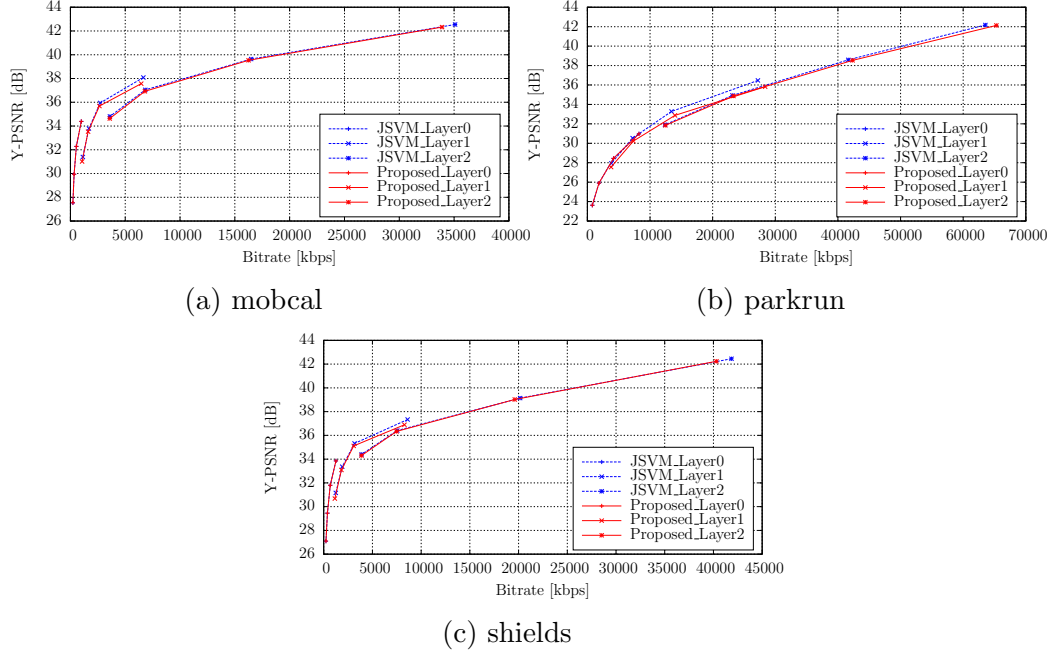 44
42
40
38
36
34
32
30
28
26
Y-PSNR [dB]
0 5000 10000 15000 20000 25000 30000 35000 40000
Bitrate [kbps]
JSVM_Layer0
JSVM_Layer1
JSVM_Layer2
Proposed_Layer0
Proposed_Layer1
Proposed_Layer2
(a) mobcal
44
42
40
38
36
34
32
30
28
26
24
22
Y-PSNR [dB]
0 10000 20000 30000 40000 50000 60000 70000
Bitrate [kbps]
JSVM_Layer0
JSVM_Layer1
JSVM_Layer2
Proposed_Layer0
Proposed_Layer1
Proposed_Layer2
(b) parkrun
44
42
40
38
36
34
32
30
28
26
Y-PSNR [dB]
0 5000 10000 15000 20000 25000 30000 35000 40000 45000
Bitrate [kbps]
JSVM_Layer0
JSVM_Layer1
JSVM_Layer2
Proposed_Layer0
Proposed_Layer1
Proposed_Layer2
(c) shields